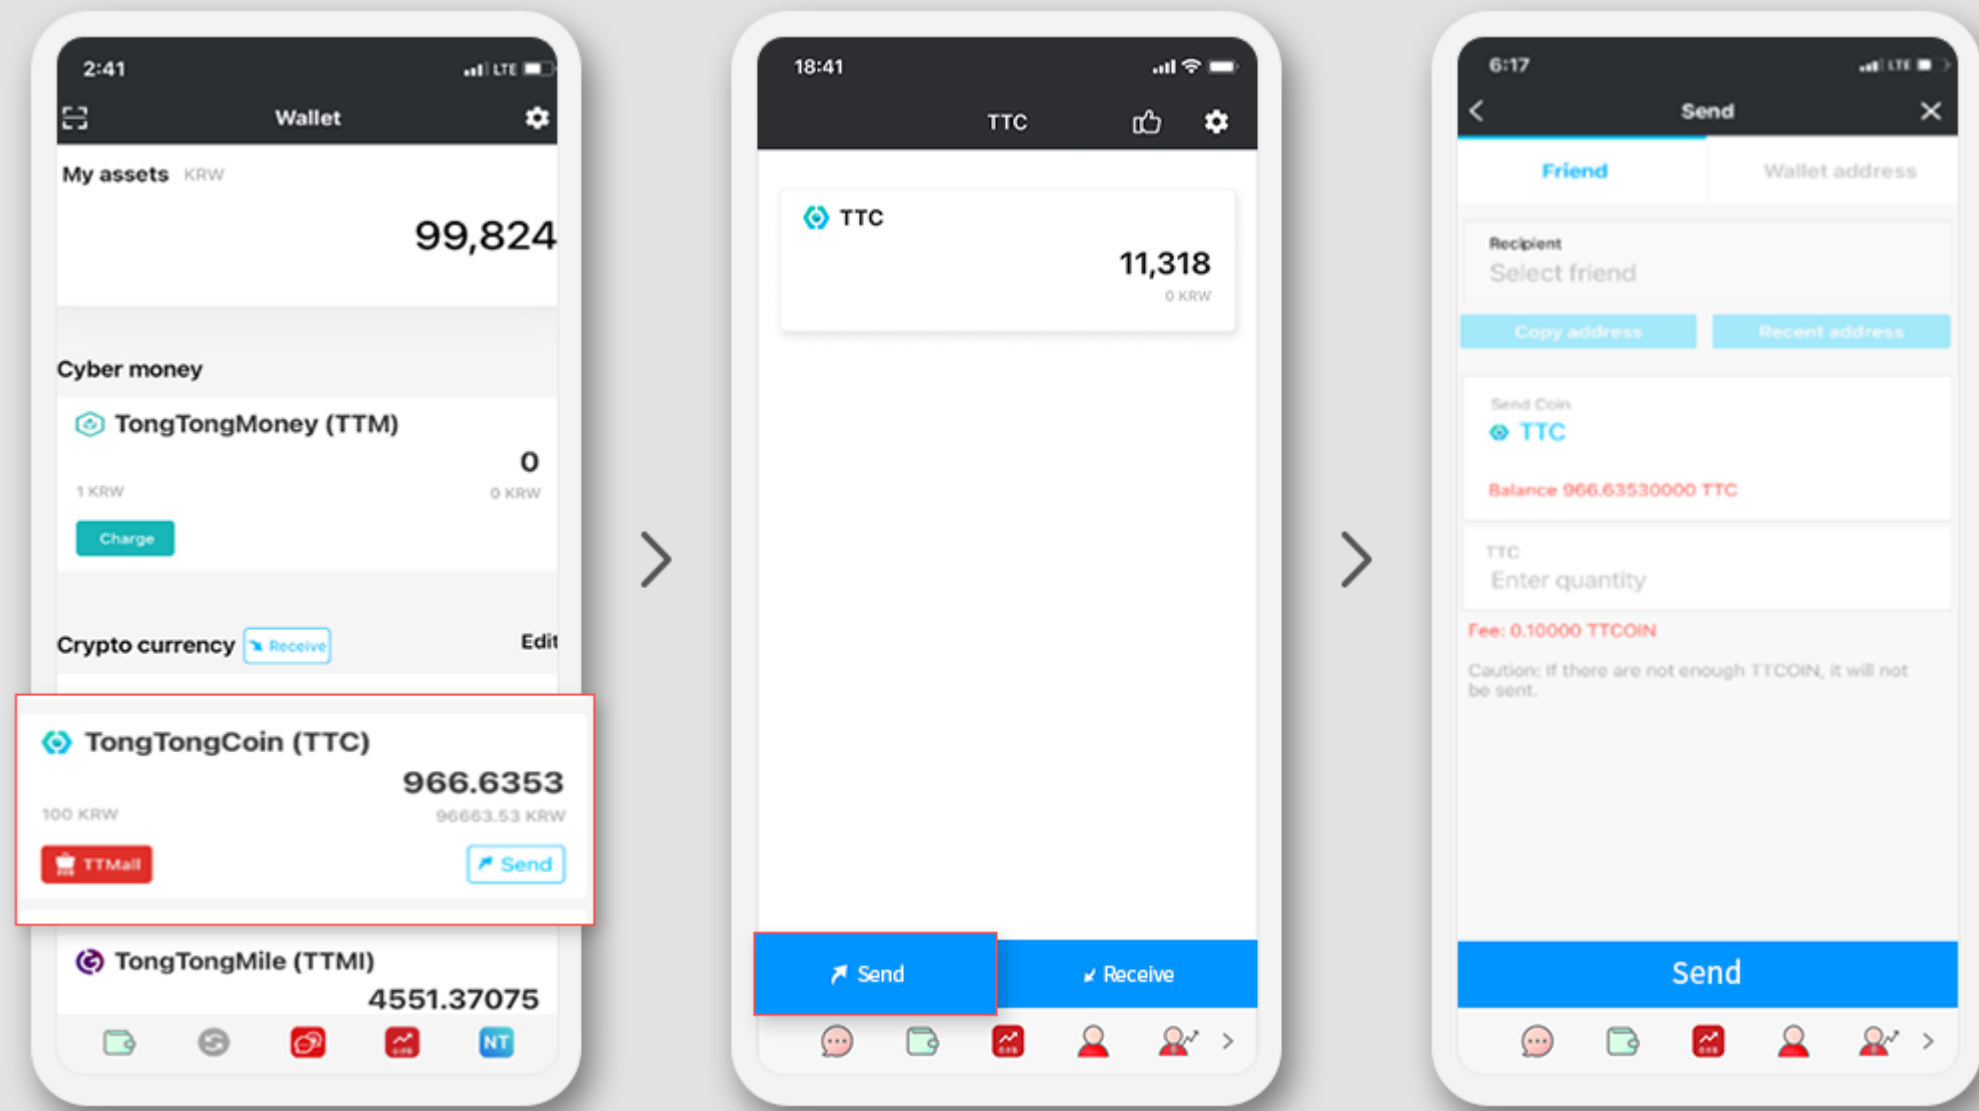 2:41
LTE
Wallet
My assets KRW
99,824
Cyber money
TongTongMoney (TTM)
0
1 KRW
0 KRW
Charge
Crypto currency
Receive
Edit
TongTongCoin (TTC)
966.6353
100 KRW
96663.53 KRW
TTMall
Send
TongTongMile (TTMI)
4551.37075
NT
18:41
TTC
TTC
11,318
0 KRW
Send
Receive
6:17
LTE
Send
Friend
Wallet address
Recipient
Select friend
Copy address
Recent address
Send Coin
TTC
Balance 966.63530000 TTC
TTC
Enter quantity
Fee: 0.10000 TTCOIN
Caution: If there are not enough TTCOIN, it will not
be sent.
Send